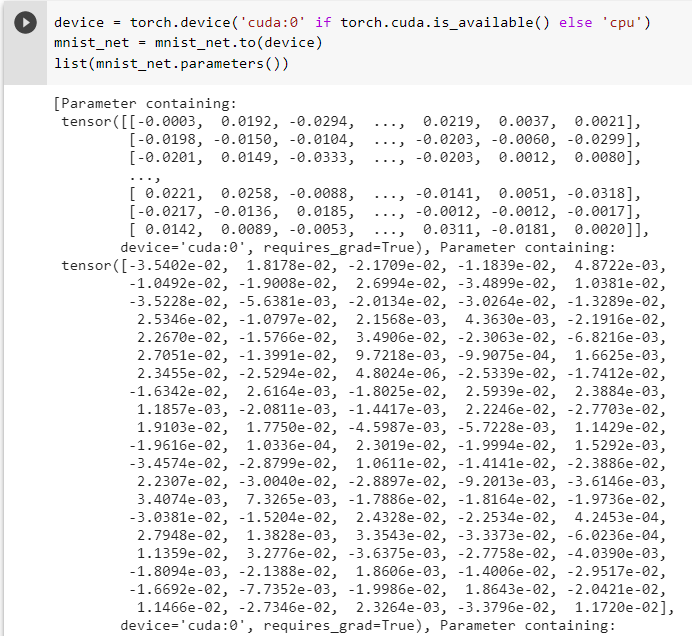 device = torch.device('cuda:0' if torch.cuda.is_available() else 'cpu')
mnist_net = mnist_net.to(device)
list(mnist_net.parameters())
[Parameter containing:
tensor([[-0.0003,  0.0192, -0.0294,  ...,  0.0219,  0.0037,  0.0021],
[-0.0198, -0.0150, -0.0104,  ..., -0.0203, -0.0060, -0.0299],
[-0.0201,  0.0149, -0.0333,  ..., -0.0203,  0.0012,  0.0080],
...,
[ 0.0221,  0.0258, -0.0088,  ..., -0.0141,  0.0051, -0.0318],
[-0.0217, -0.0136,  0.0185,  ..., -0.0012, -0.0012, -0.0017],
[ 0.0142,  0.0089, -0.0053,  ...,  0.0311, -0.0181,  0.0020]],
device='cuda:0', requires_grad=True), Parameter containing:
tensor([-3.5402e-02,  1.8178e-02, -2.1709e-02, -1.1839e-02,  4.8722e-03,
-1.0492e-02, -1.9008e-02,  2.6994e-02, -3.4899e-02,  1.0381e-02,
-3.5228e-02, -5.6381e-03, -2.0134e-02, -3.0264e-02, -1.3289e-02,
2.5346e-02, -1.0797e-02,  2.1568e-03,  4.3630e-03, -2.1916e-02,
2.2670e-02, -1.5766e-02,  3.4906e-02, -2.3063e-02, -6.8216e-03,
2.7051e-02, -1.3991e-02,  9.7218e-03, -9.9075e-04,  1.6625e-03,
2.3455e-02, -2.5294e-02,  4.8024e-06, -2.5339e-02, -1.7412e-02,
-1.6342e-02,  2.6164e-03, -1.8025e-02,  2.5939e-02,  2.3884e-03,
1.1857e-03, -2.0811e-03, -1.4417e-03,  2.2246e-02, -2.7703e-02,
1.9103e-02,  1.7750e-02, -4.5987e-03, -5.7228e-03,  1.1429e-02,
-1.9616e-02,  1.0336e-04,  2.3019e-02, -1.9994e-02,  1.5292e-03,
-3.4574e-02, -2.8799e-02,  1.0611e-02, -1.4141e-02, -2.3886e-02,
2.2307e-02, -3.0040e-02, -2.8897e-02, -9.2013e-03, -3.6146e-03,
3.4074e-03,  7.3265e-03, -1.7886e-02, -1.8164e-02, -1.9736e-02,
-3.0381e-02, -1.5204e-02,  2.4328e-02, -2.2534e-02,  4.2453e-04,
2.7948e-02,  1.3828e-03,  3.3543e-02, -3.3373e-02, -6.0236e-04,
1.1359e-02,  3.2776e-02, -3.6375e-03, -2.7758e-02, -4.0390e-03,
-1.8094e-03, -2.1388e-02,  1.8606e-03, -1.4006e-02, -2.9517e-02,
-1.6692e-02, -7.7352e-03, -1.9986e-02,  1.8643e-02, -2.0421e-02,
1.1466e-02, -2.7346e-02,  2.3264e-03, -3.3796e-02,  1.1720e-02],
device='cuda:0', requires_grad=True), Parameter containing: